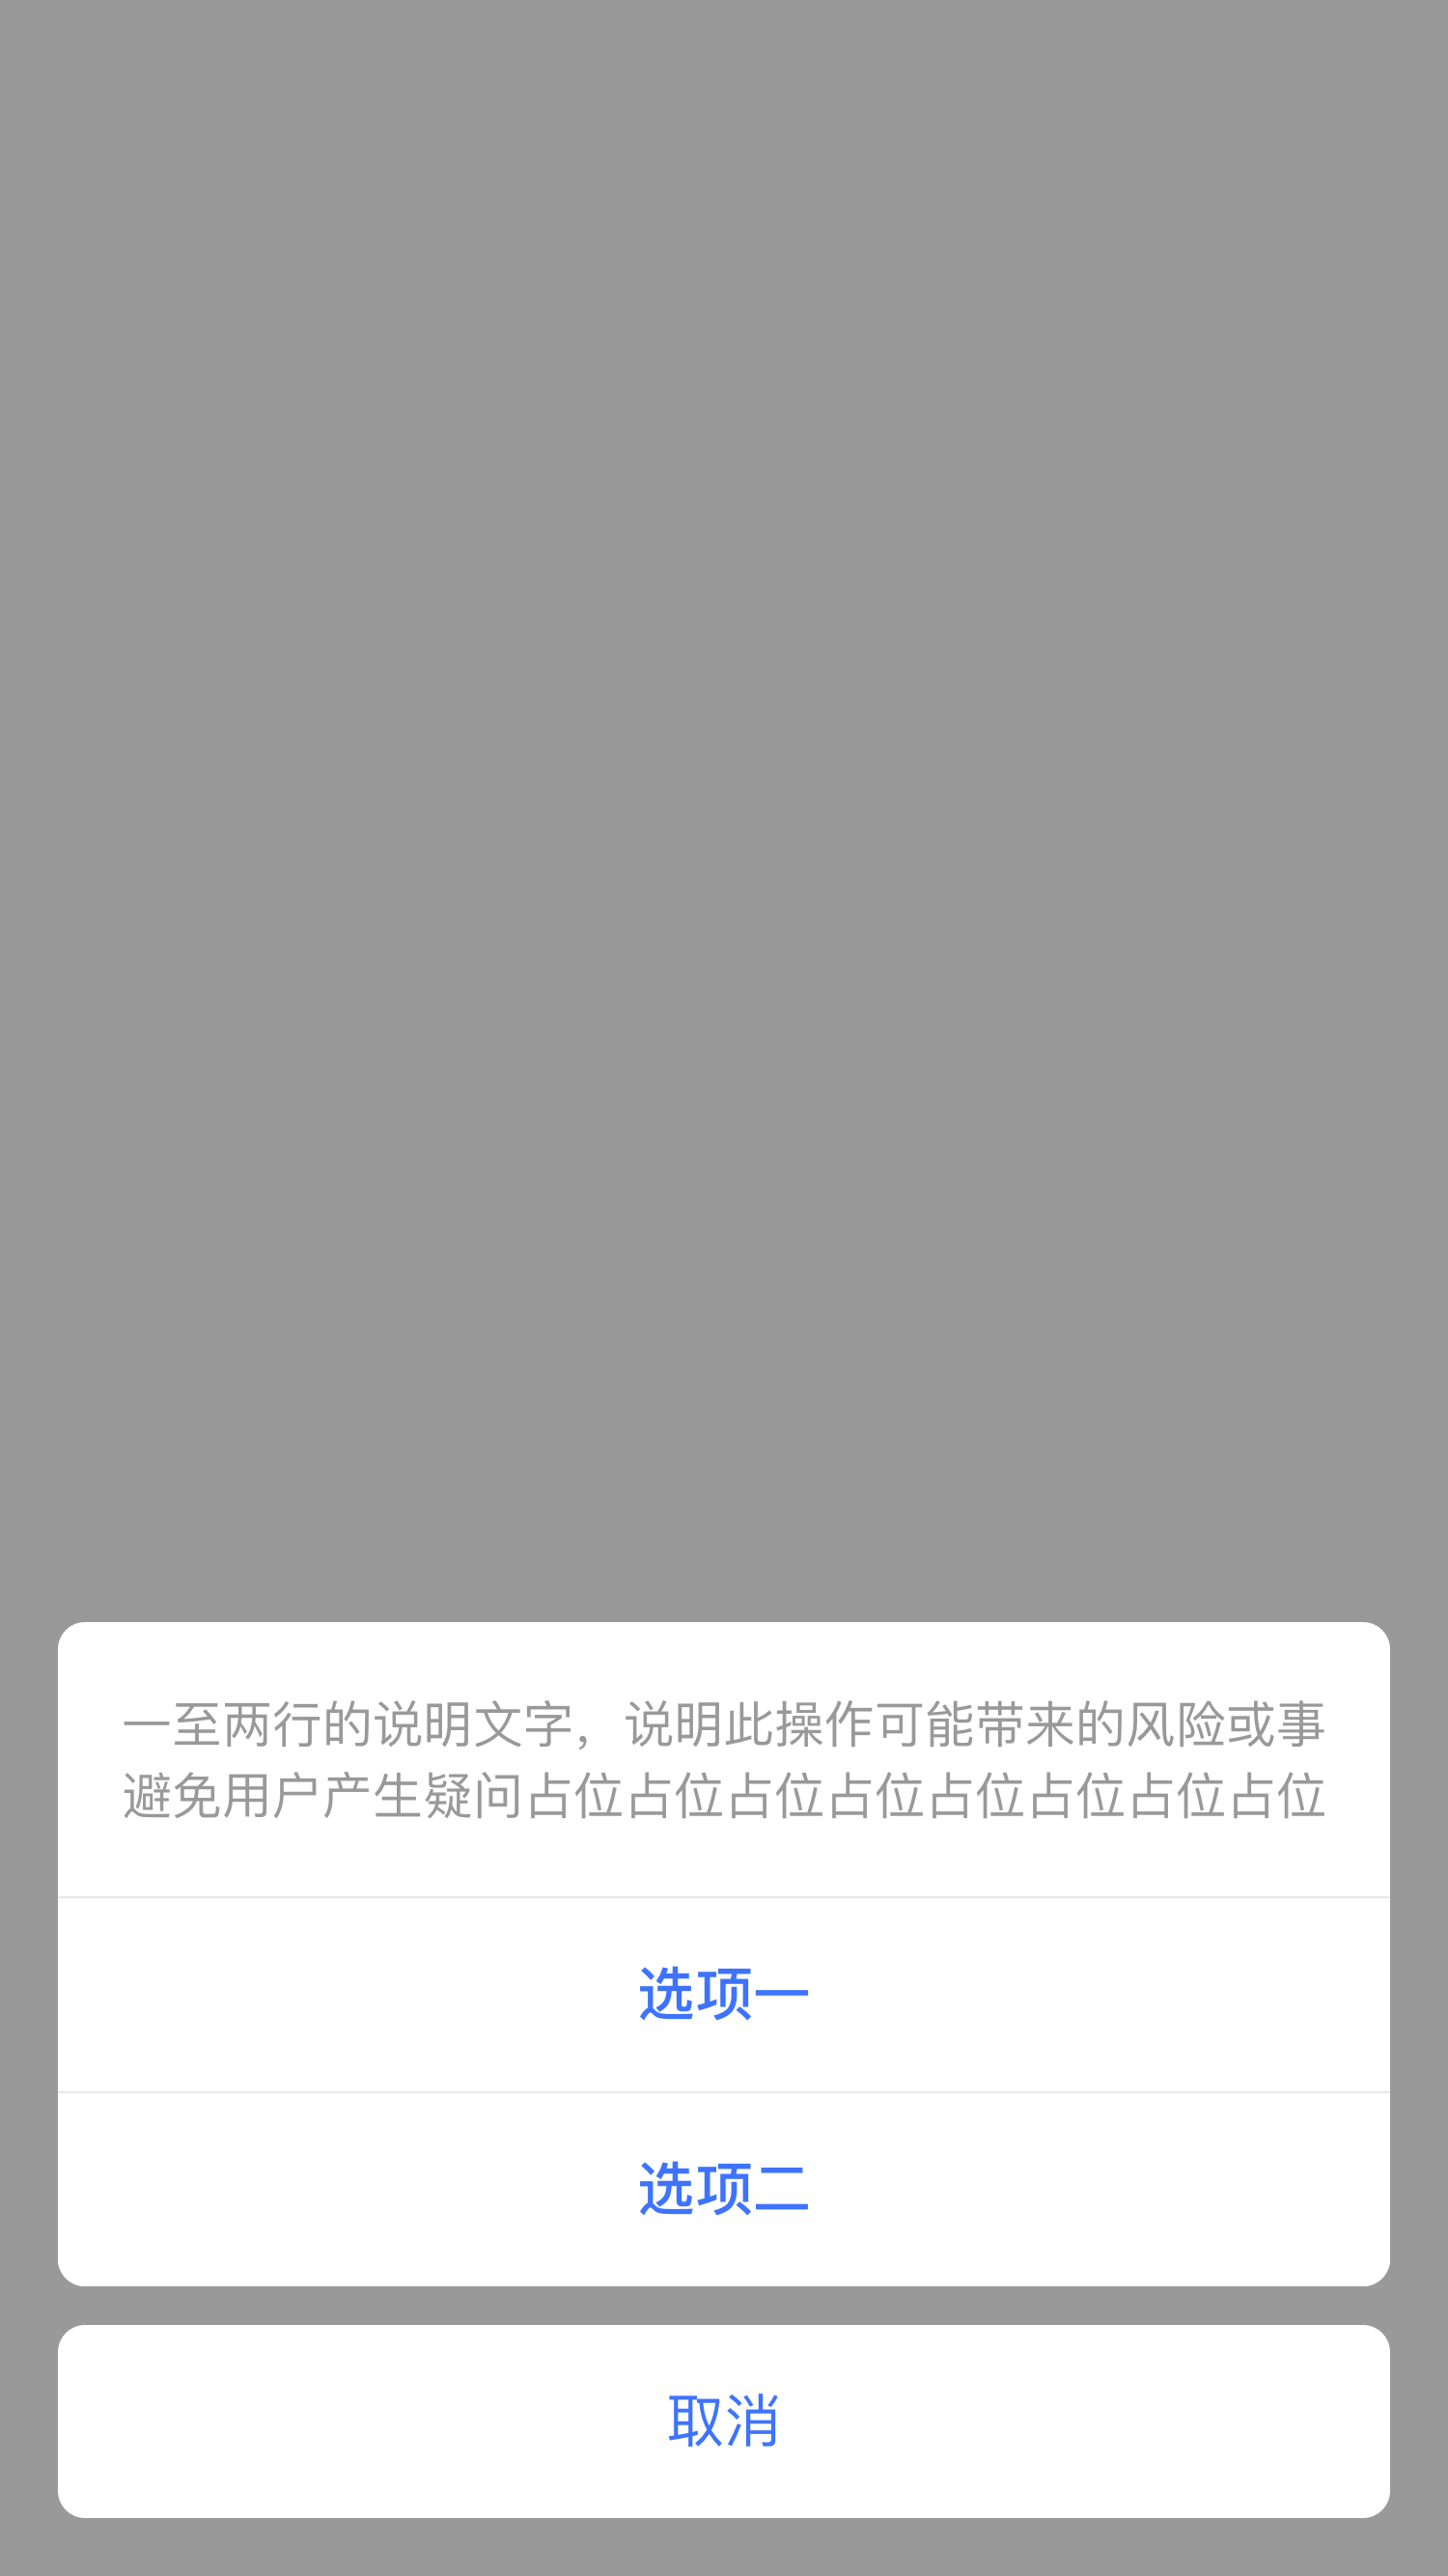 一至两行的说明文字，说明此操作可能带来的风险或事
避免用户产生疑问占位占位占位占位占位占位占位占位
选项一
选项二
取消